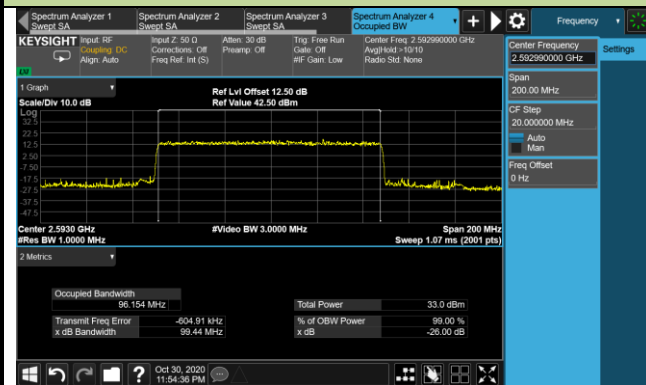 Spectrum Analyzer 1
Swept SA
Spectrum Analyzer 2
Swept SA
Spectrum Analyzer 3
Swept SA
Spectrum Analyzer 4
Occupied BW
Frequency
KEYSIGHT
Input: RF
Coupling: DC
Align: Auto
Input Z: 50 Ω
Corrections: Off
Freq Ref: Int (S)
Atten: 30 dB
Preamp: Off
Trig: Free Run
Gate: Off
#IF Gain: Low
Center Freq: 2.592990000 GHz
Avg|Hold:>10/10
Radio Std: None
Center Frequency
2.592990000 GHz
Settings
Span
200.00 MHz
CF Step
20.000000 MHz
Auto
Man
Freq Offset
0 Hz
1 Graph
Scale/Div 10.0 dB
Ref Lvl Offset 12.50 dB
Ref Value 42.50 dBm
Log
32.5
22.5
12.5
2.50
-7.50
-17.5
-27.5
-37.5
-47.5
Center 2.5930 GHz
#Res BW 1.0000 MHz
#Video BW 3.0000 MHz
Span 200 MHz
Sweep 1.07 ms (2001 pts)
2 Metrics
Occupied Bandwidth
96.154 MHz
Total Power 33.0 dBm
Transmit Freq Error -604.91 kHz
% of OBW Power 99.00 %
x dB Bandwidth 99.44 MHz
x dB -26.00 dB
Oct 30, 2020
11:54:36 PM